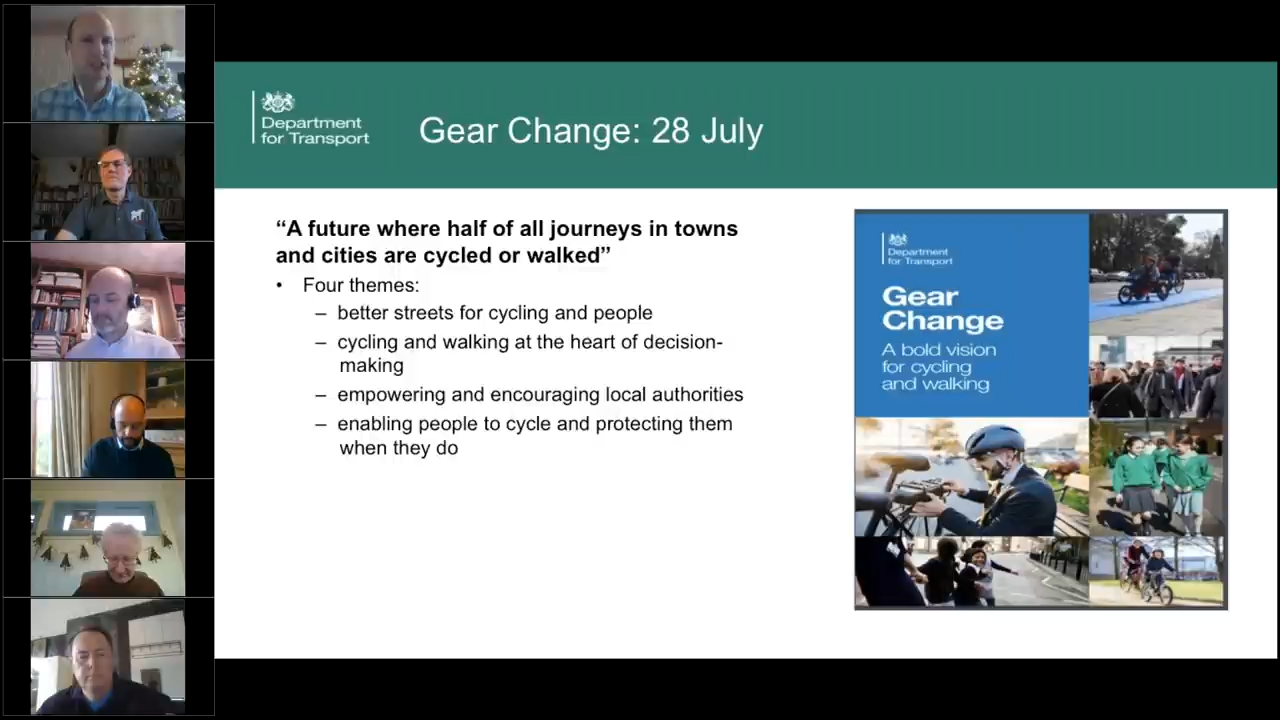 Department
for Transport
Gear Change: 28 July
“A future where half of all journeys in towns
and cities are cycled or walked”
• Four themes:
– better streets for cycling and people
– cycling and walking at the heart of decision-
making
– empowering and encouraging local authorities
– enabling people to cycle and protecting them
when they do
Department
for Transport
Gear
Change
A bold vision
for cycling
and walking